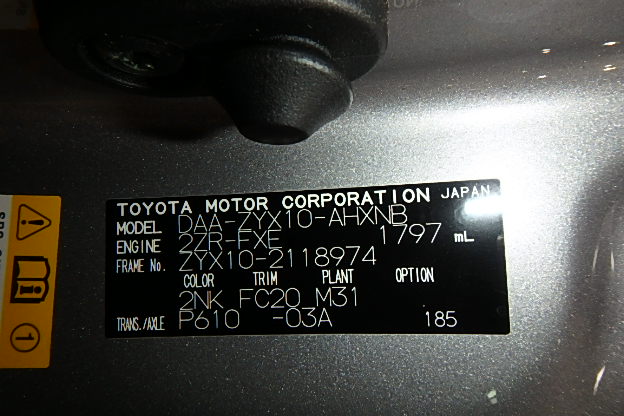 TOYOTA MOTOR CORPORATION JAPAN
MODEL DAA-ZYX10-AHXNB
ENGINE 2ZR-FXE 1797 mL
FRAME No. ZYX10-2118974
COLOR TRIM PLANT OPTION
2NK FC20 M31
TRANS./AXLE P610 -03A 185